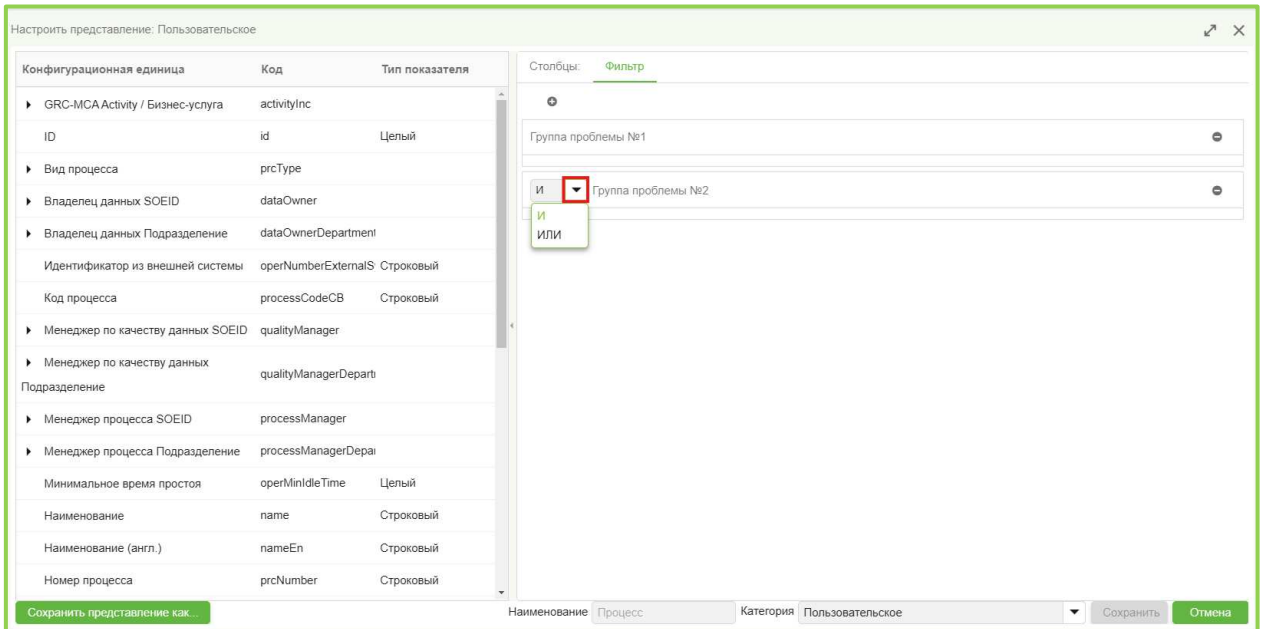 Настроить представление: Пользовательское
Конфигурационная единица Код Тип показателя
GRC-MCA Activity / Бизнес-услуга activityInc
ID id Целый
Вид процесса prcType
Владелец данных SOEID dataOwner
Владелец данных Подразделение dataOwnerDepartment
Идентификатор из внешней системы operNumberExternalS Строковый
Код процесса processCodeCB Строковый
Менеджер по качеству данных SOEID qualityManager
Менеджер по качеству данных
Подразделение qualityManagerDepart
Менеджер процесса SOEID processManager
Менеджер процесса Подразделение processManagerDepa
Минимальное время простоя operMinIdleTime Целый
Наименование name Строковый
Наименование (англ.) nameEn Строковый
Номер процесса prcNumber Строковый
Столбцы: Фильтр
Группа проблемы №1
И Группа проблемы №2
И
ИЛИ
Сохранить представление как... Наименование Процесс Категория Пользовательское Сохранить Отмена